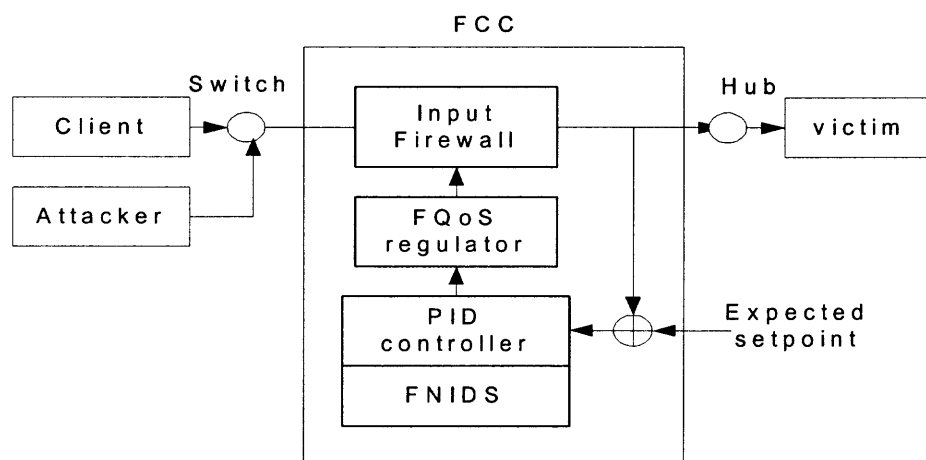 FCC
Switch
Hub
Client
Input
Firewall
victim
Attacker
FQoS
regulator
PID
controller
Expected
setpoint
FNIDS